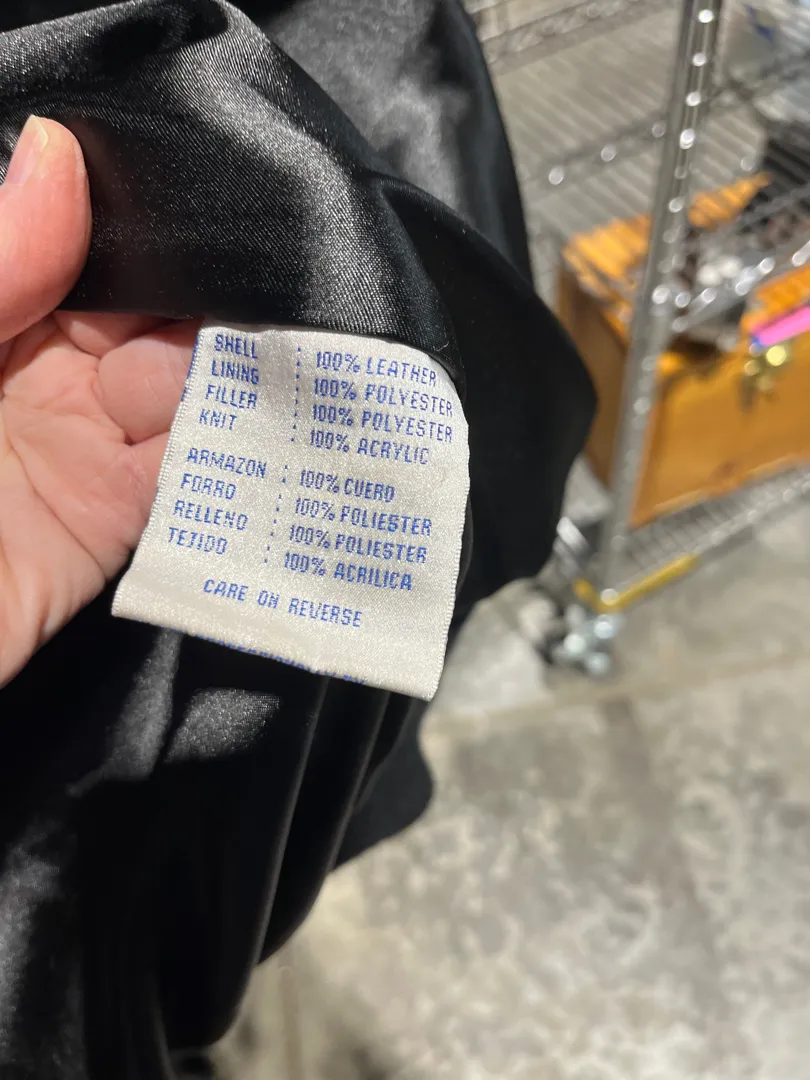 SHELL : 100% LEATHER
LINING : 100% POLYESTER
FILLER : 100% POLYESTER
KNIT : 100% ACRYLIC
ARMAZON : 100% CUERO
FORRO : 100% POLIESTER
RELLENO : 100% POLIESTER
TEJIDO : 100% ACRILICA
CARE ON REVERSE